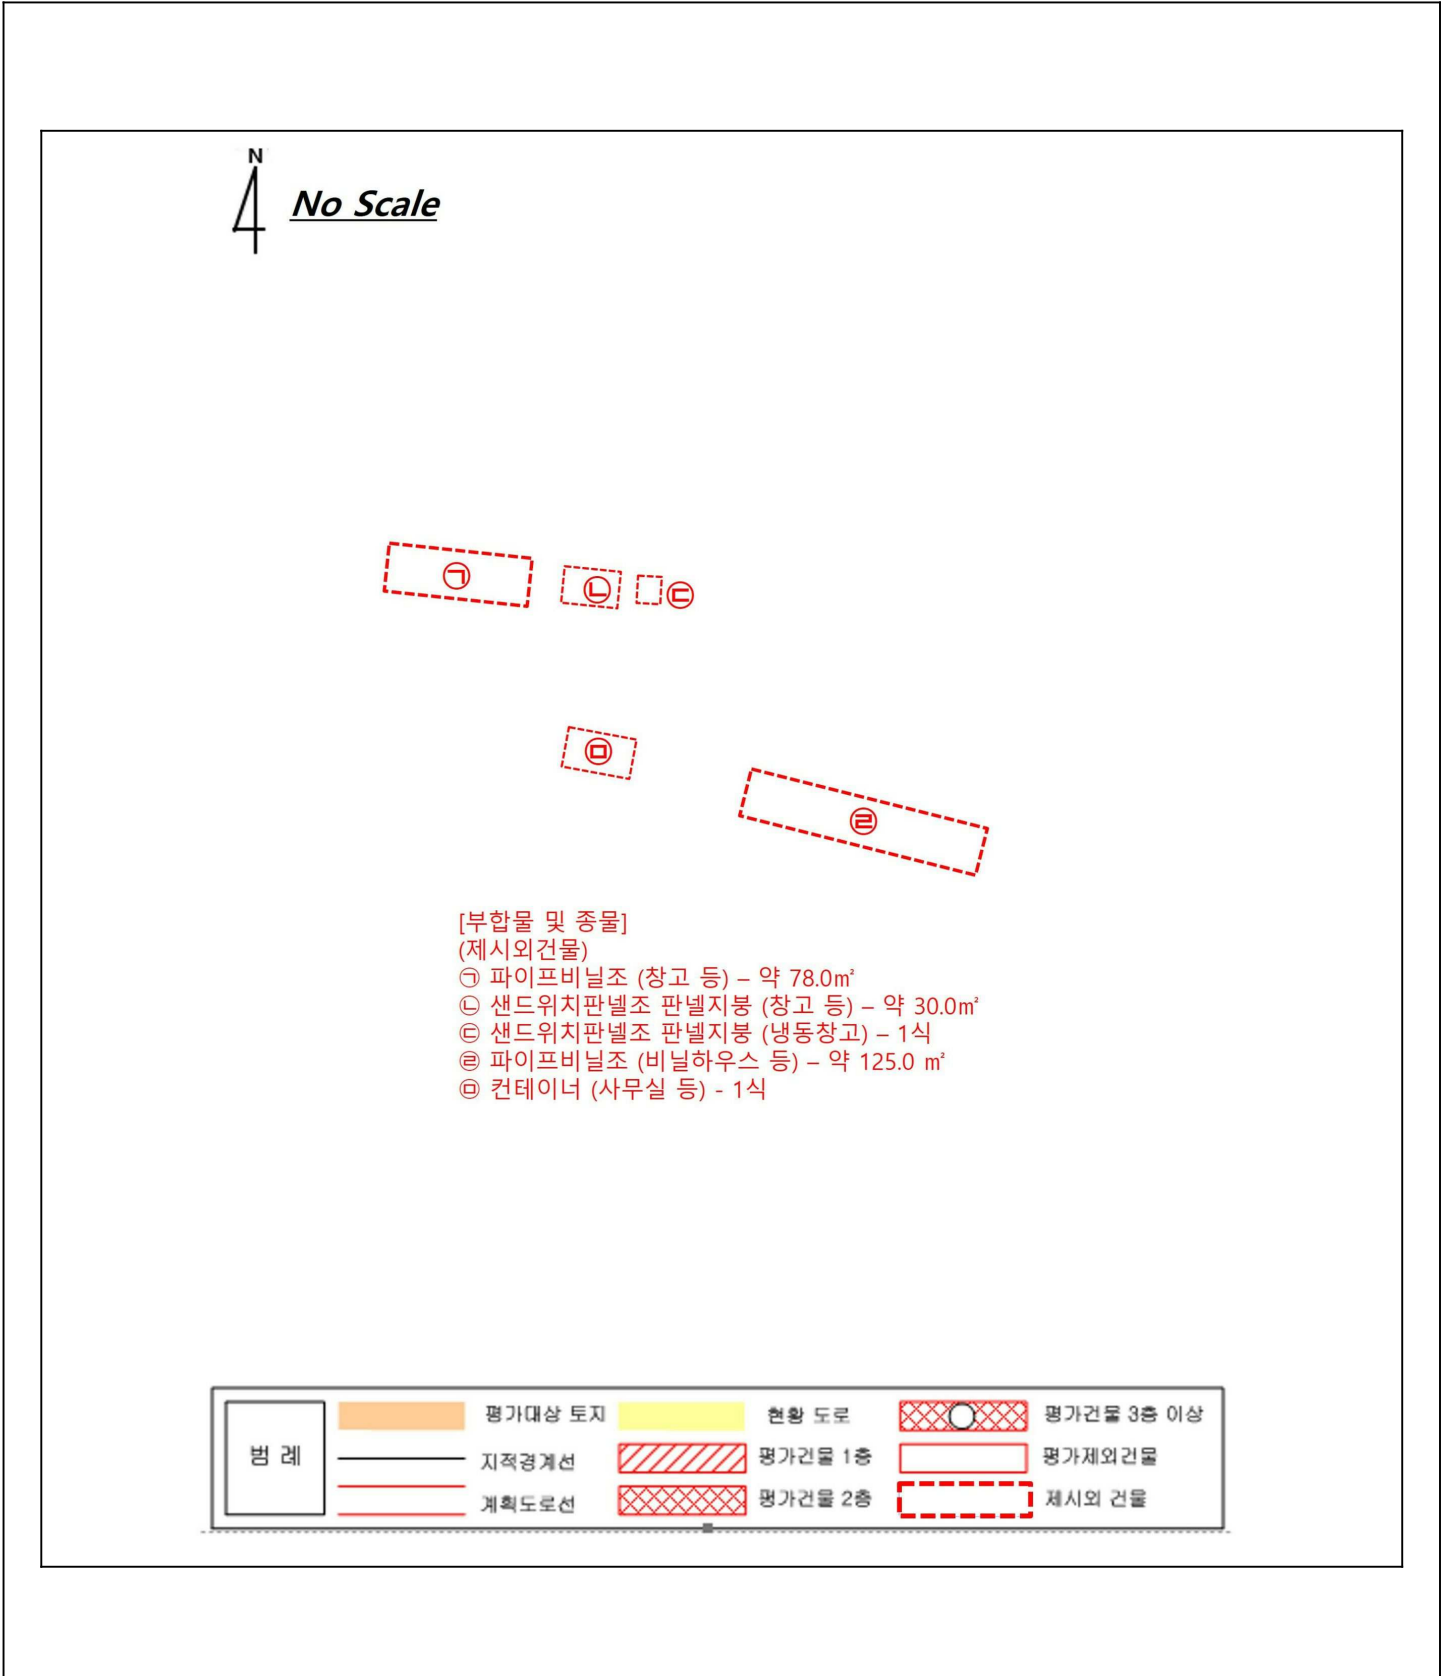 N
No Scale
㉠
㉡
㉢
㉤
㉣
[부합물 및 종물]
(제시외건물)
㉠ 파이프비닐조 (창고 등) – 약 78.0㎡
㉡ 샌드위치판넬조 판넬지붕 (창고 등) – 약 30.0㎡
㉢ 샌드위치판넬조 판넬지붕 (냉동창고) – 1식
㉣ 파이프비닐조 (비닐하우스 등) – 약 125.0 ㎡
㉤ 컨테이너 (사무실 등) - 1식
범 례
평가대상 토지
현황 도로
평가건물 3층 이상
지적경계선
평가건물 1층
평가제외건물
계획도로선
평가건물 2층
제시외 건물